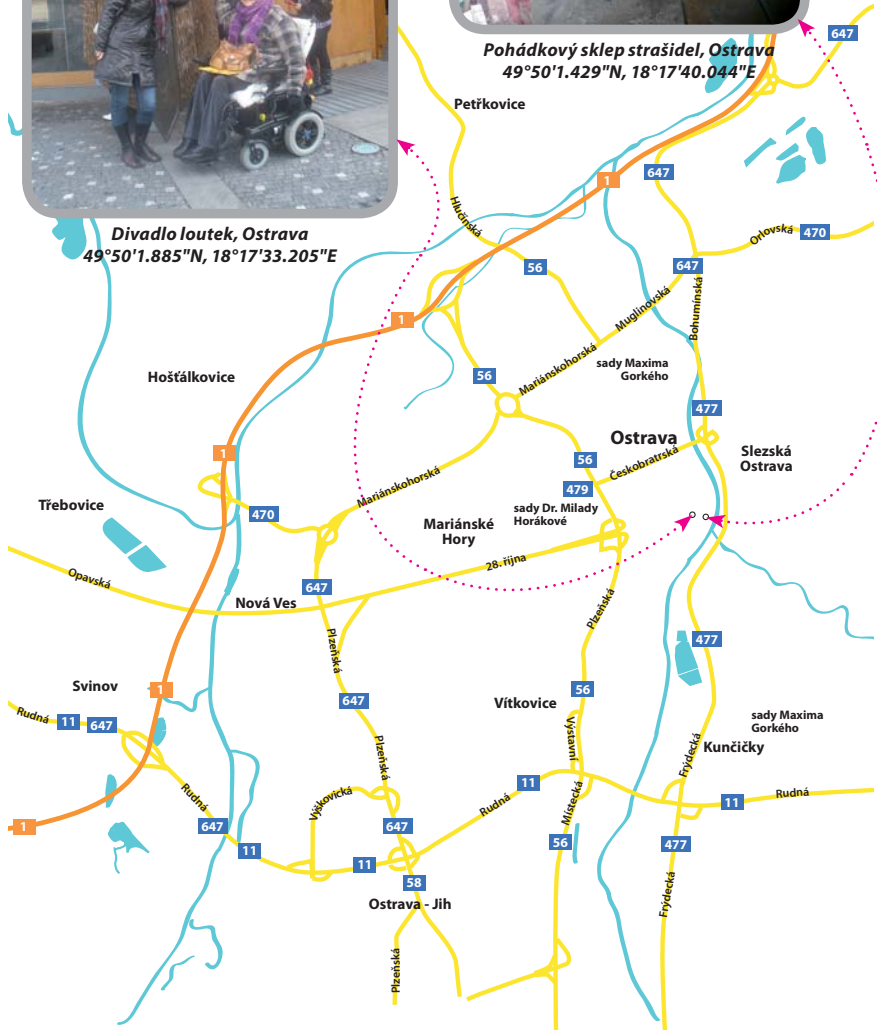 Pohádkový sklep strašidel, Ostrava
49°50'1.429"N, 18°17'40.044"E
647
Petřkovice
647
1
Hlučínská
Divadlo loutek, Ostrava
49°50'1.885"N, 18°17'33.205"E
Orlovská
470
56
647
Muglinovská
Bohumínská
1
Mariánskohorská
sady Maxima
Gorkého
Hošťálkovice
56
477
Ostrava
Slezská
Ostrava
1
56
Českobratrská
479
Mariánskohorská
Třebovice
470
sady Dr. Milady
Horákové
Mariánské
Hory
28. října
Opavská
647
Nová Ves
Plzeňská
Plzeňská
477
Svinov
1
56
647
Vítkovice
Rudná
11
647
Výstavní
sady Maxima
Gorkého
Kunčičky
Plzeňská
Frýdecká
Rudná
Výškovická
Rudná
11
Místecká
11
Rudná
1
647
647
56
477
11
11
58
Ostrava - Jih
Frýdecká
Plzeňská